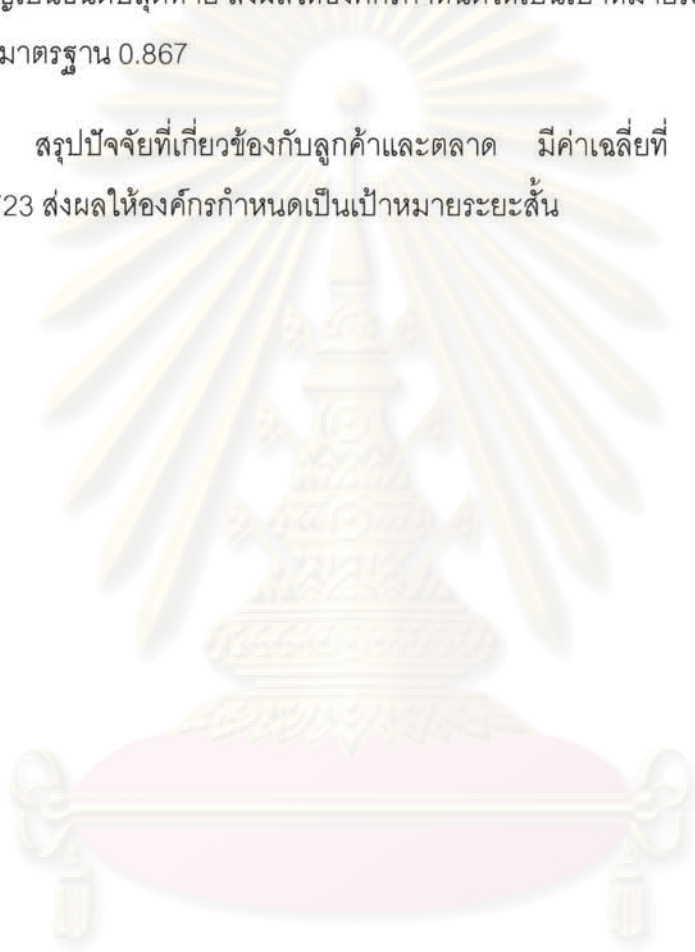 มาตรฐาน 0.867
สรุปปัจจัยที่เกี่ยวข้องกับลูกค้าและตลาด มีค่าเฉลี่ยที่
723 ส่งผลให้องค์กรกำหนดเป็นเป้าหมายระยะสั้น